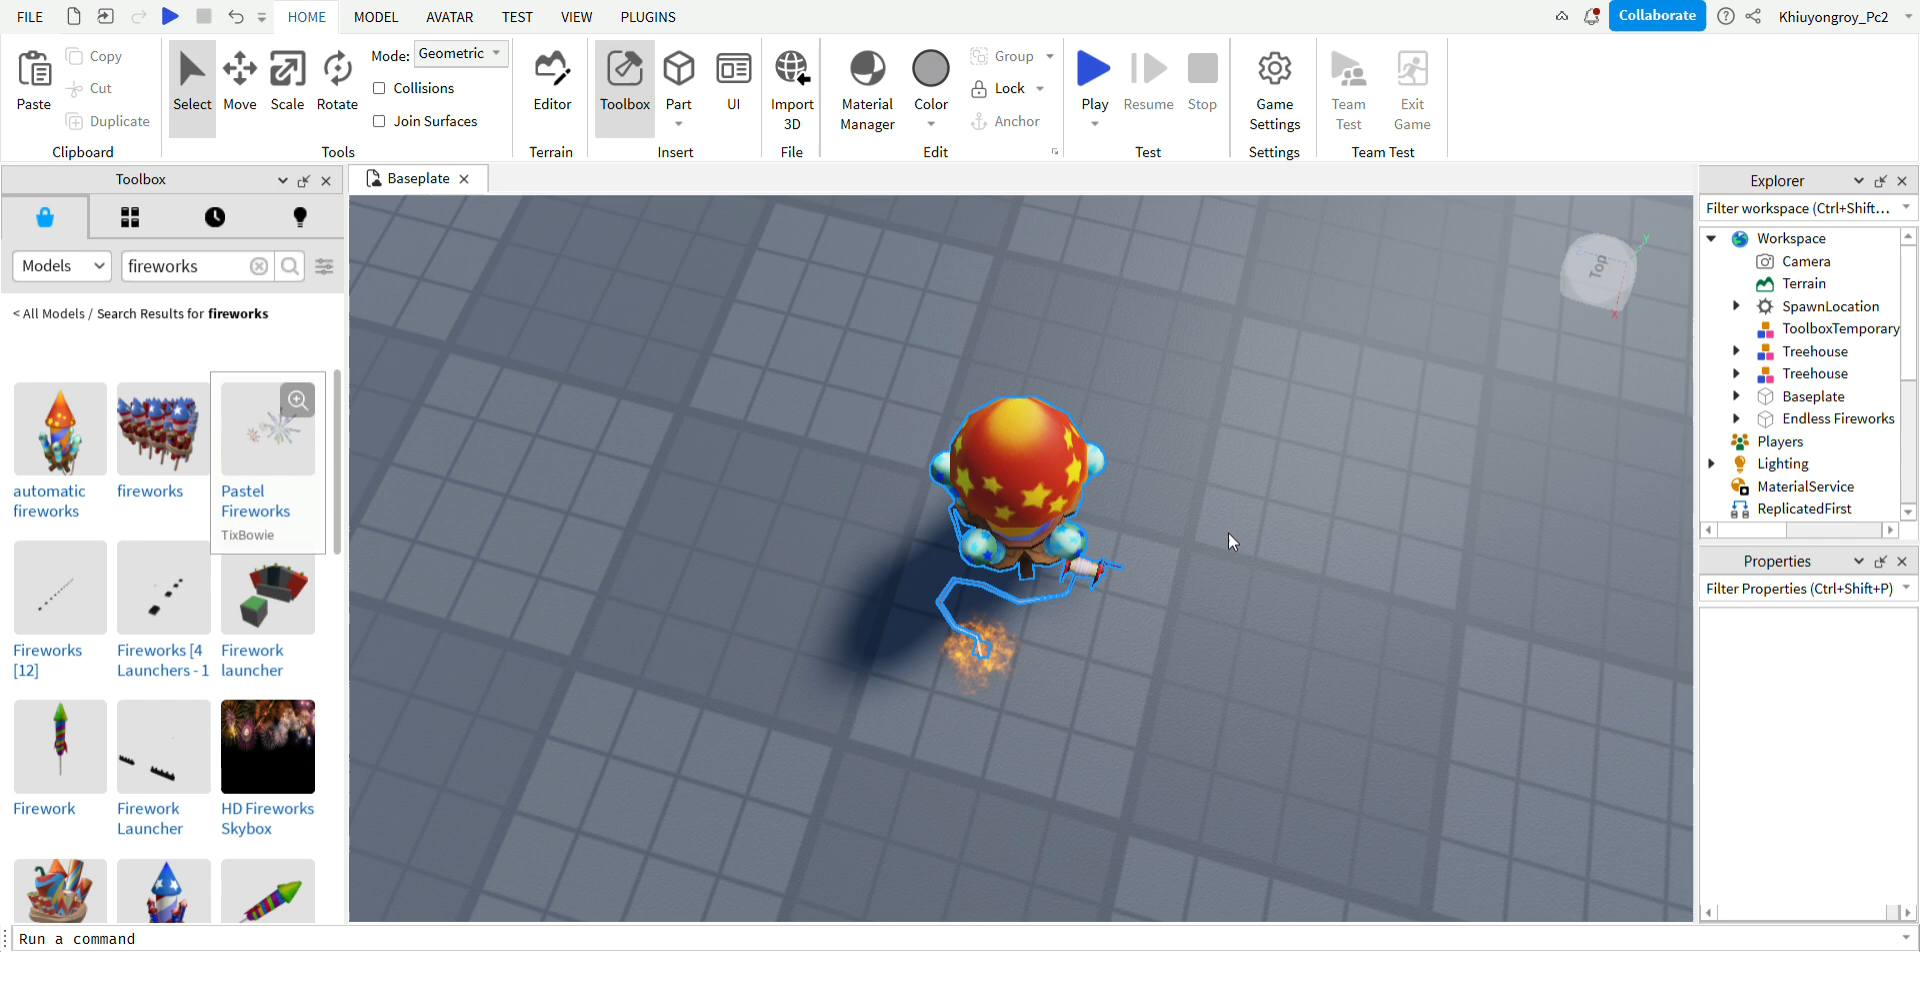 FILE HOME MODEL AVATAR TEST VIEW PLUGINS Collaborate Khiuyongroy_Pc2
Paste Copy Cut Duplicate
Clipboard
Select Move Scale Rotate
Mode: Geometric
Collisions
Join Surfaces
Tools
Editor
Terrain
Toolbox Part UI
Insert
Import
3D
File
Material
Manager
Color
Group
Lock
Anchor
Edit
Play Resume Stop
Test
Game
Settings
Settings
Team
Test
Exit
Game
Team Test
Toolbox
Models fireworks
< All Models / Search Results for fireworks
automatic
fireworks
fireworks
Pastel
Fireworks
TixBowie
Fireworks
[12]
Fireworks [4
Launchers - 1
Firework
launcher
Firework
Firework
Launcher
HD Fireworks
Skybox
Baseplate
Top
Y
X
Explorer
Filter workspace (Ctrl+Shift...
Workspace
Camera
Terrain
SpawnLocation
ToolboxTemporary
Treehouse
Treehouse
Baseplate
Endless Fireworks
Players
Lighting
MaterialService
ReplicatedFirst
Properties
Filter Properties (Ctrl+Shift+P)
Run a command